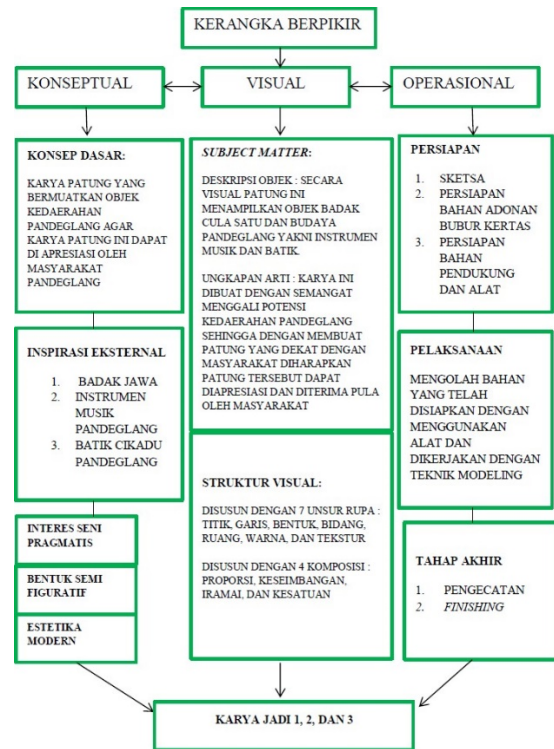 KERANGKA BERPIKIR
KONSEPTUAL
VISUAL
OPERASIONAL
KONSEP DASAR:
KARYA PATUNG YANG
BERMUATKAN OBJEK
KEDAERAHAN
PANDEGLANG AGAR
KARYA PATUNG INI DAPAT
DI APRESIASI OLEH
MASYARAKAT
PANDEGLANG
INSPIRASI EKSTERNAL
1. BADAK JAWA
2. INSTRUMEN
MUSIK
PANDEGLANG
3. BATIK CIKADU
PANDEGLANG
INTERES SENI
PRAGMATIS
BENTUK SEMI
FIGURATIF
ESTETIKA
MODERN
SUBJECT MATTER:
DESKRIPSI OBJEK : SECARA
VISUAL PATUNG INI
MENAMPILKAN OBJEK BADAK
CULA SATU DAN BUDAYA
PANDEGLANG YAKNI INSTRUMEN
MUSIK DAN BATIK.
UNGKAPAN ARTI : KARYA INI
DIBUAT DENGAN SEMANGAT
MENGGALI POTENSI
KEDAERAHAN PANDEGLANG
SEHINGGA DENGAN MEMBUAT
PATUNG YANG DEKAT DENGAN
MASYARAKAT DIHARAPKAN
PATUNG TERSEBUT DAPAT
DIAPRESIASI DAN DITERIMA PULA
OLEH MASYARAKAT
STRUKTUR VISUAL:
DISUSUN DENGAN 7 UNSUR RUPA :
TITIK, GARIS, BENTUK, BIDANG,
RUANG, WARNA, DAN TEKSTUR
DISUSUN DENGAN 4 KOMPOSISI :
PROPORSI, KESEIMBANGAN,
IRAMAI, DAN KESATUAN
PERSIAPAN
1. SKETSA
2. PERSIAPAN
BAHAN ADONAN
BUBUR KERTAS
3. PERSIAPAN
BAHAN
PENDUKUNG
DAN ALAT
PELAKSANAAN
MENGOLAH BAHAN
YANG TELAH
DISIAPKAN DENGAN
MENGGUNAKAN
ALAT DAN
DIKERJAKAN DENGAN
TEKNIK MODELING
TAHAP AKHIR
1. PENGECATAN
2. FINISHING
KARYA JADI 1, 2, DAN 3